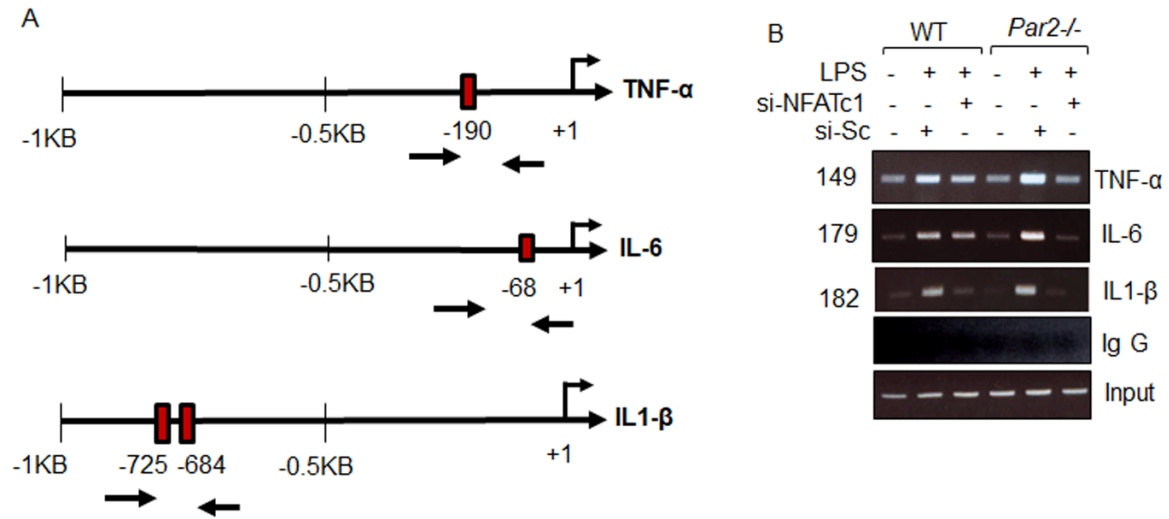 A
TNF-α
-1KB -0.5KB -190 +1
IL-6
-1KB -0.5KB -68 +1
IL1-β
-1KB -725 -684 -0.5KB +1
B
WT Par2-/-
LPS - + + - + +
si-NFATc1 - - + - - +
si-Sc - + - - + -
149 TNF-α
179 IL-6
182 IL1-β
Ig G
Input